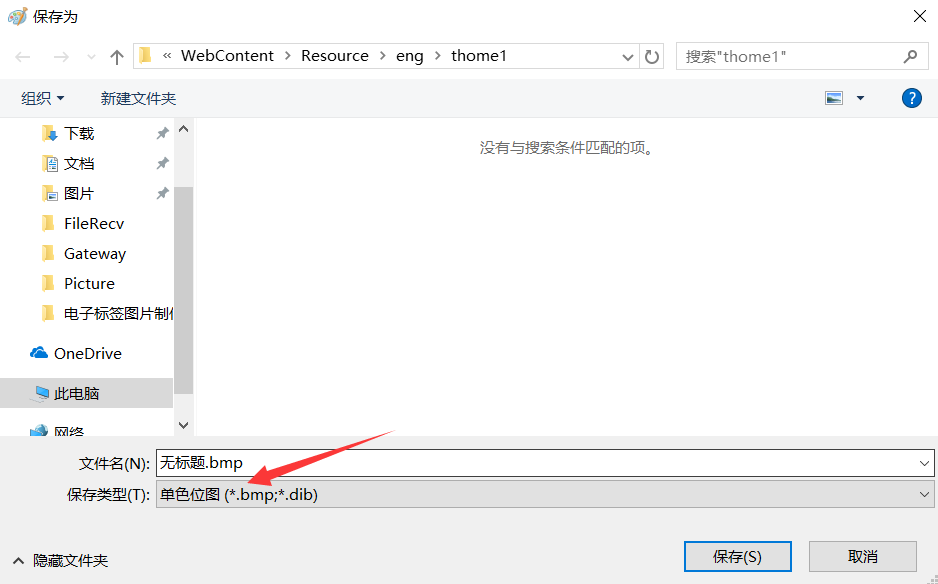 保存为
« WebContent › Resource › eng › thome1
搜索"thome1"
组织 新建文件夹
?
下载
文档
图片
FileRecv
Gateway
Picture
电子标签图片制
OneDrive
此电脑
网络
没有与搜索条件匹配的项。
文件名(N): 无标题.bmp
保存类型(T): 单色位图 (*.bmp;*.dib)
隐藏文件夹
保存(S) 取消